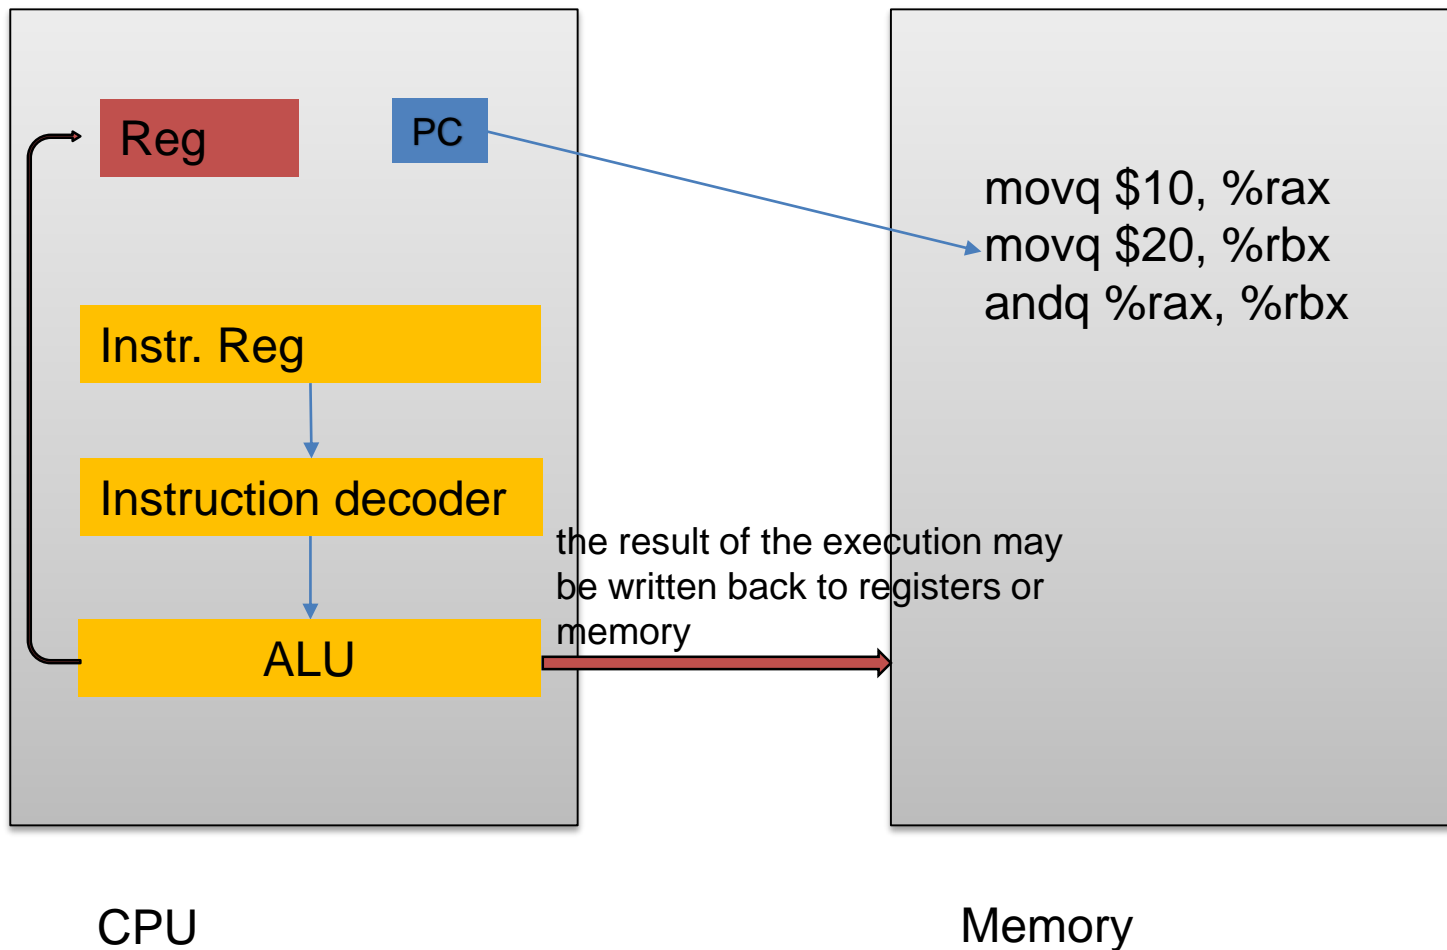 Reg
PC
Instr. Reg
Instruction decoder
ALU
the result of the execution may
be written back to registers or
memory
movq $10, %rax
movq $20, %rbx
andq %rax, %rbx
CPU
Memory